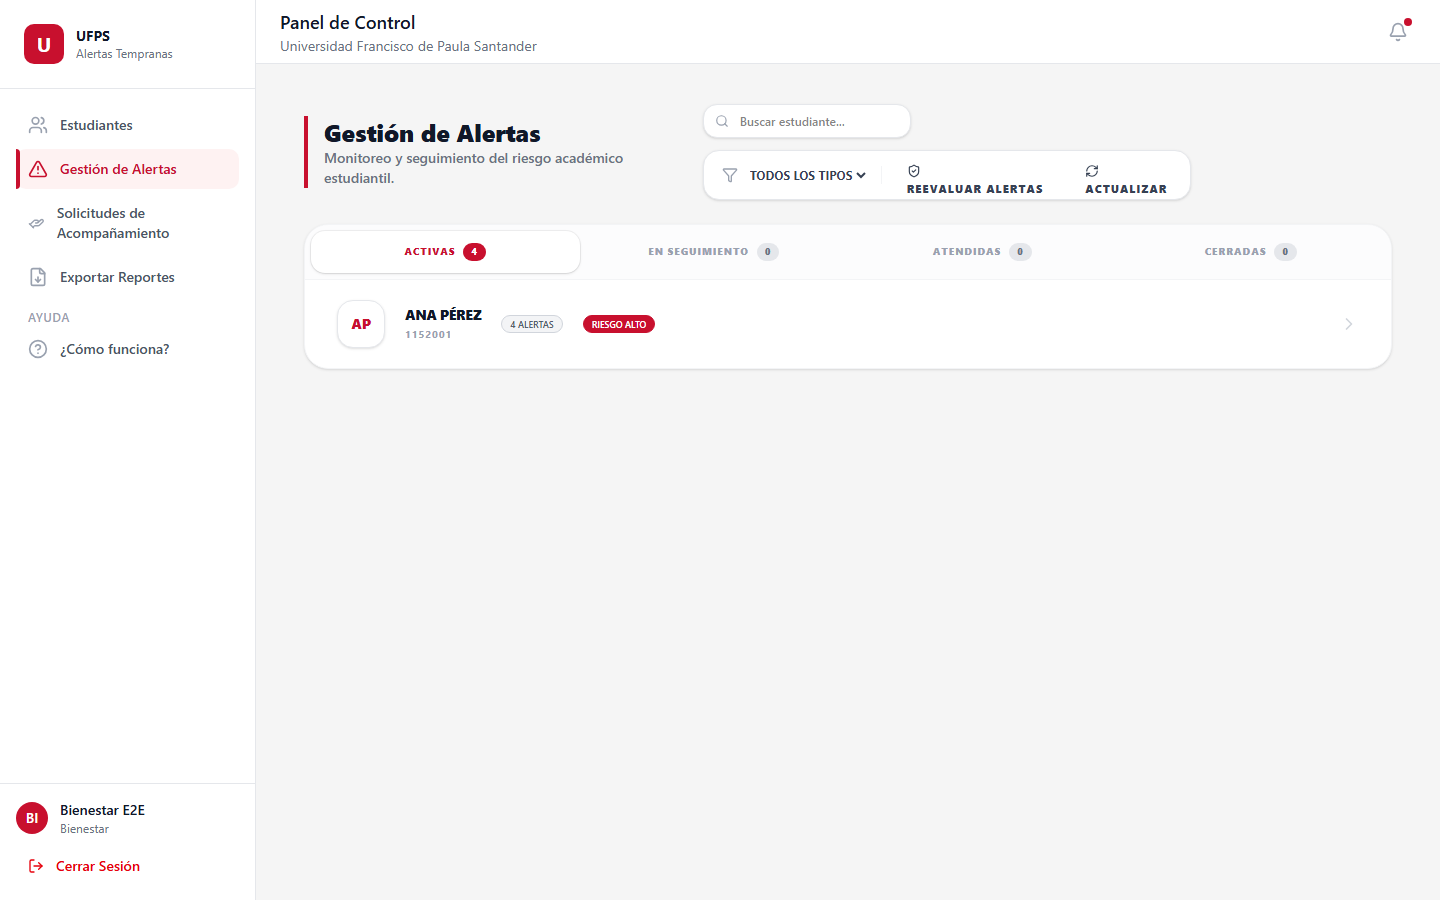 U
UFPS
Alertas Tempranas
Estudiantes
Gestión de Alertas
Solicitudes de
Acompañamiento
Exportar Reportes
AYUDA
¿Cómo funciona?
BI
Bienestar E2E
Bienestar
Cerrar Sesión
Panel de Control
Universidad Francisco de Paula Santander
Gestión de Alertas
Monitoreo y seguimiento del riesgo académico
estudiantil.
Buscar estudiante...
TODOS LOS TIPOS
REEVALUAR ALERTAS
ACTUALIZAR
ACTIVAS 4
EN SEGUIMIENTO 0
ATENDIDAS 0
CERRADAS 0
AP
ANA PÉREZ
1152001
4 ALERTAS
RIESGO ALTO